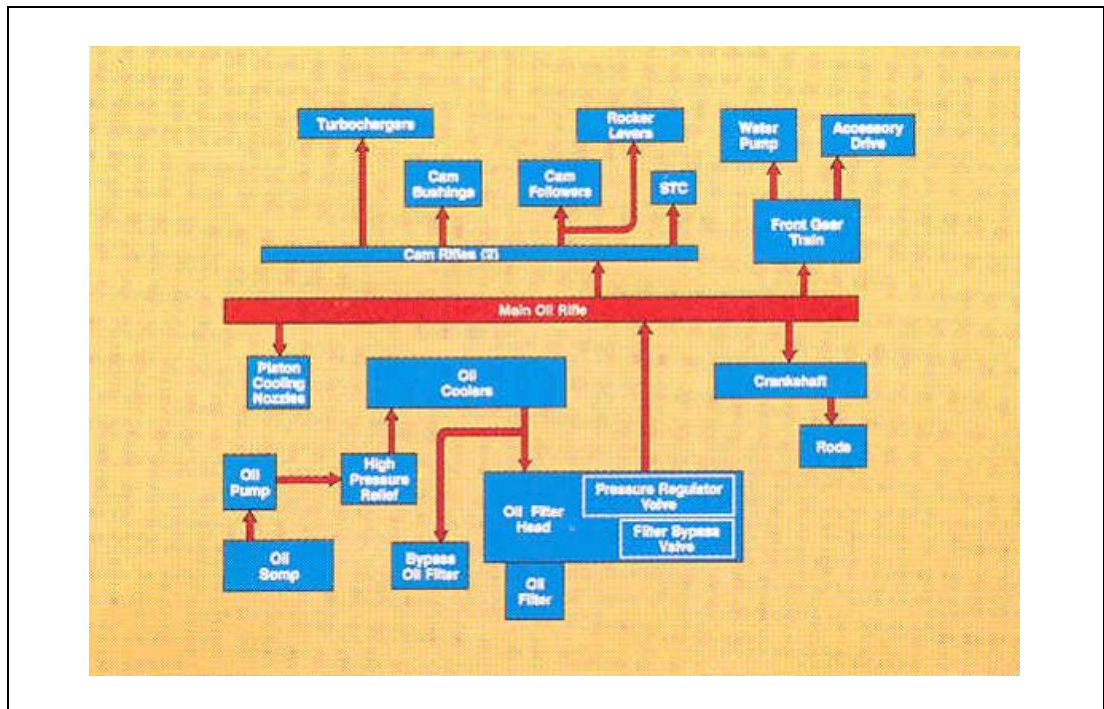 Turbochargers
Rocker
Levers
Water
Pump
Accessory
Drive
Cam
Bushings
Cam
Followers
STC
Front Gear
Train
Cam Rifles (2)
Main Oil Rifle
Piston
Cooling
Nozzles
Oil
Coolers
Crankshaft
Rods
Oil
Pump
High
Pressure
Relief
Oil Filter
Head
Pressure Regulator
Valve
Filter Bypass
Valve
Oil
Sump
Bypass
Oil Filter
Oil
Filter